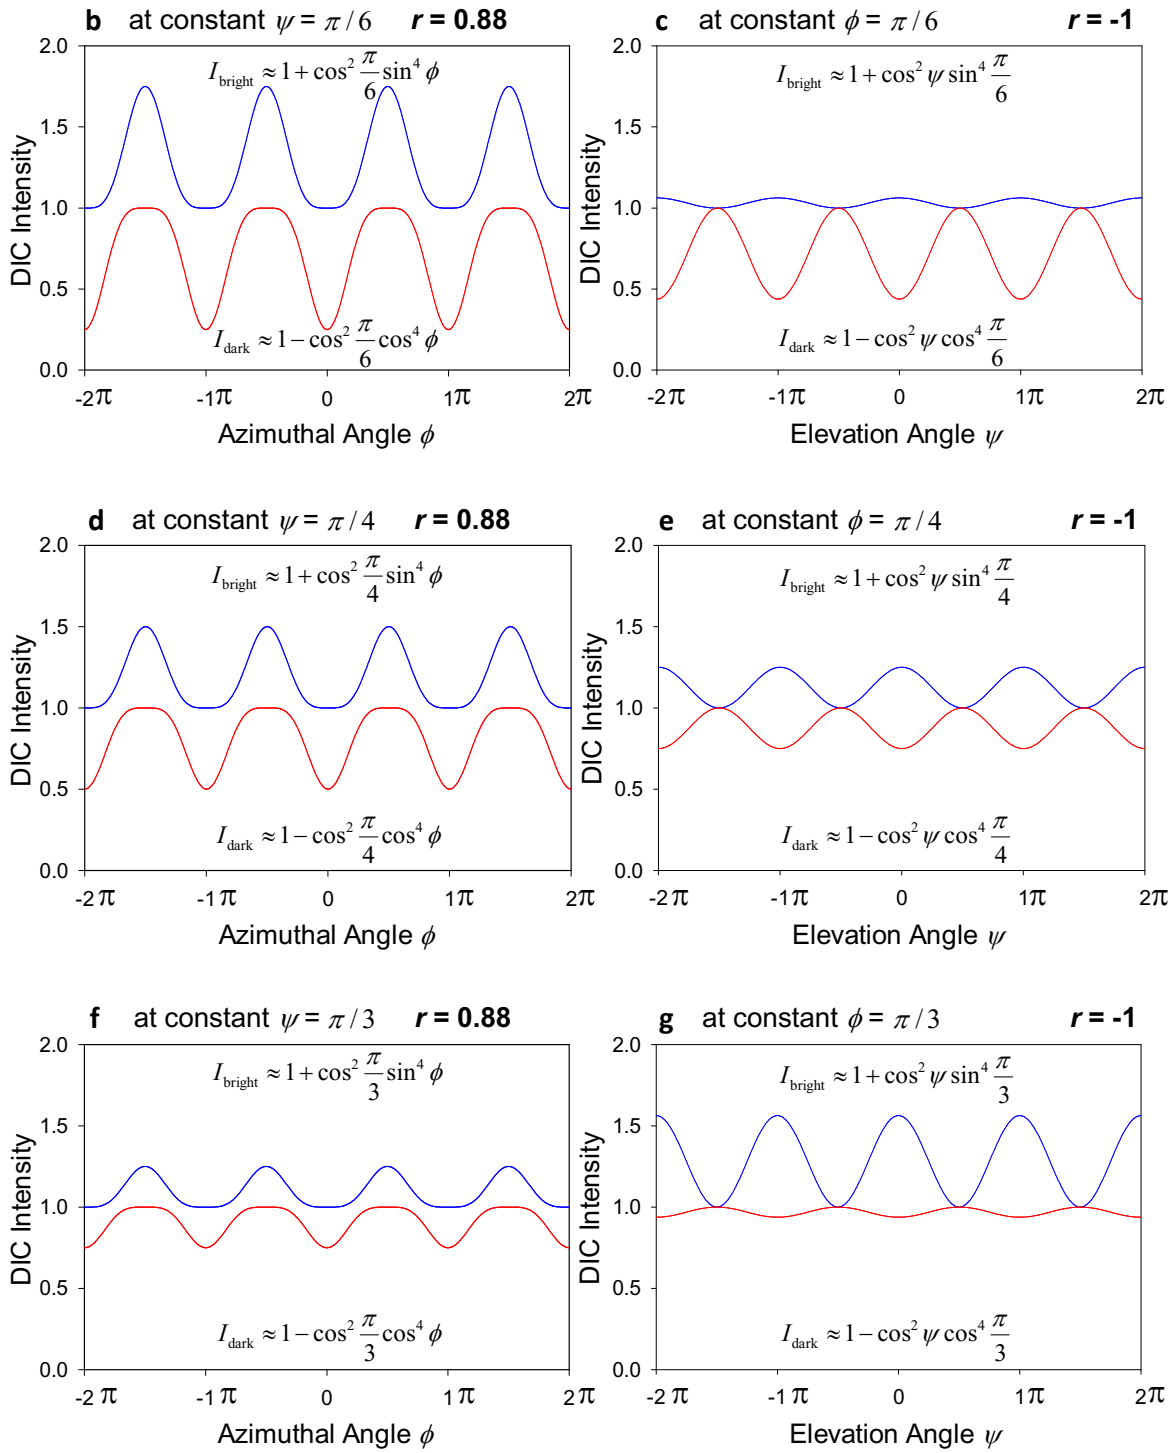 b at constant ψ = π/6 r = 0.88
2.0
1.5
1.0
0.5
0.0
DIC Intensity
I_bright ≈ 1 + cos² π/6 sin⁴ ϕ
I_dark ≈ 1 − cos² π/6 cos⁴ ϕ
-2π -1π 0 1π 2π
Azimuthal Angle ϕ
c at constant ϕ = π/6 r = -1
2.0
1.5
1.0
0.5
0.0
DIC Intensity
I_bright ≈ 1 + cos² ψ sin⁴ π/6
I_dark ≈ 1 − cos² ψ cos⁴ π/6
-2π -1π 0 1π 2π
Elevation Angle ψ
d at constant ψ = π/4 r = 0.88
2.0
1.5
1.0
0.5
0.0
DIC Intensity
I_bright ≈ 1 + cos² π/4 sin⁴ ϕ
I_dark ≈ 1 − cos² π/4 cos⁴ ϕ
-2π -1π 0 1π 2π
Azimuthal Angle ϕ
e at constant ϕ = π/4 r = -1
2.0
1.5
1.0
0.5
0.0
DIC Intensity
I_bright ≈ 1 + cos² ψ sin⁴ π/4
I_dark ≈ 1 − cos² ψ cos⁴ π/4
-2π -1π 0 1π 2π
Elevation Angle ψ
f at constant ψ = π/3 r = 0.88
2.0
1.5
1.0
0.5
0.0
DIC Intensity
I_bright ≈ 1 + cos² π/3 sin⁴ ϕ
I_dark ≈ 1 − cos² π/3 cos⁴ ϕ
-2π -1π 0 1π 2π
Azimuthal Angle ϕ
g at constant ϕ = π/3 r = -1
2.0
1.5
1.0
0.5
0.0
DIC Intensity
I_bright ≈ 1 + cos² ψ sin⁴ π/3
I_dark ≈ 1 − cos² ψ cos⁴ π/3
-2π -1π 0 1π 2π
Elevation Angle ψ